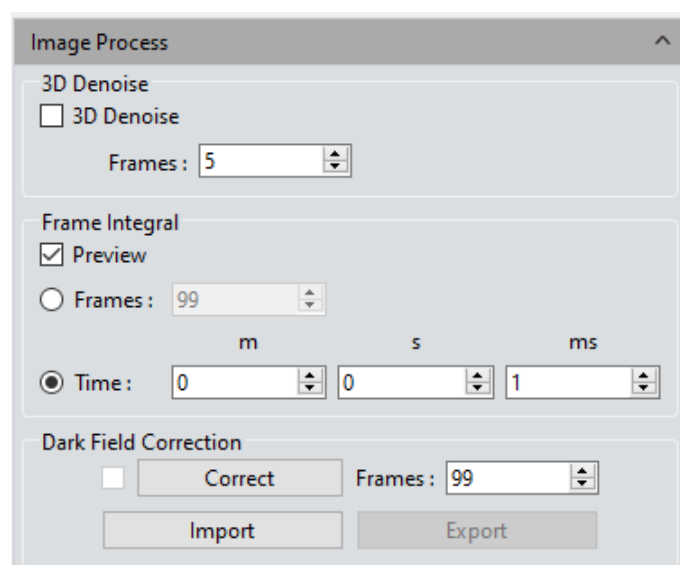 Image Process
3D Denoise
3D Denoise
Frames : 5
Frame Integral
Preview
Frames : 99
m s ms
Time : 0 0 1
Dark Field Correction
Correct Frames : 99
Import Export